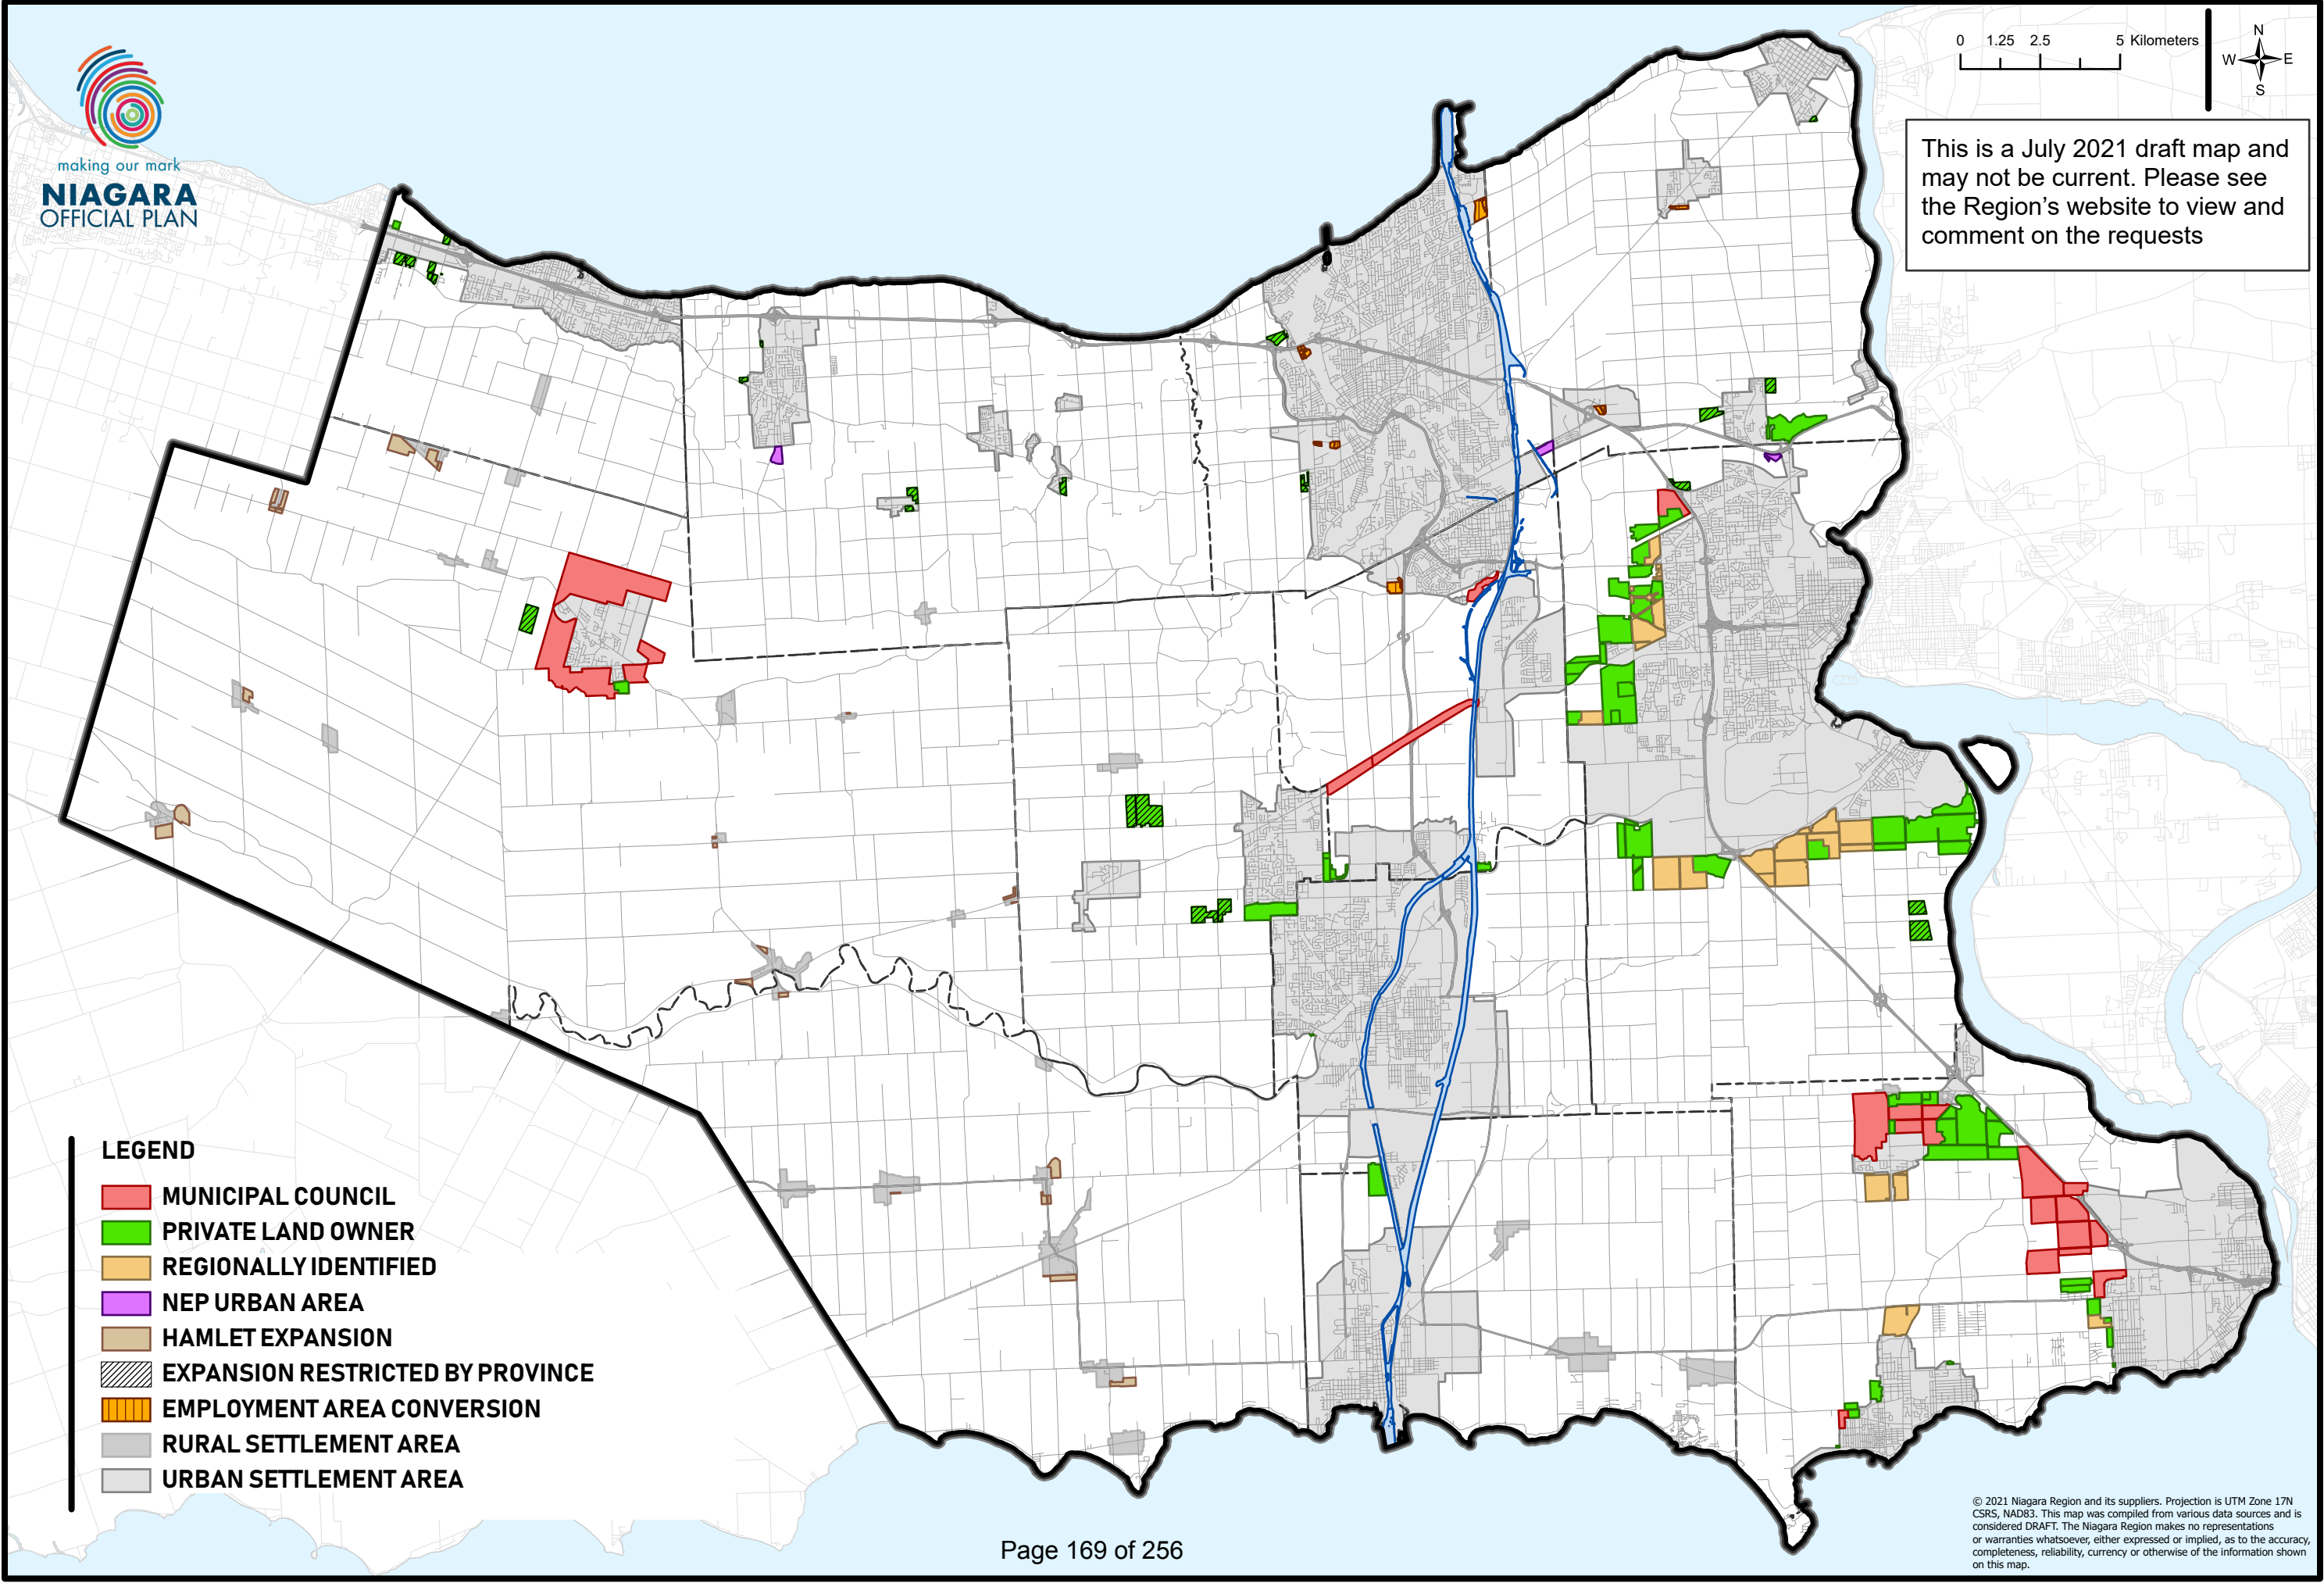 making our mark
NIAGARA
OFFICIAL PLAN
0 1.25 2.5 5 Kilometers
N
W E
S
This is a July 2021 draft map and
may not be current. Please see
the Region's website to view and
comment on the requests
LEGEND
MUNICIPAL COUNCIL
PRIVATE LAND OWNER
REGIONALLY IDENTIFIED
NEP URBAN AREA
HAMLET EXPANSION
EXPANSION RESTRICTED BY PROVINCE
EMPLOYMENT AREA CONVERSION
RURAL SETTLEMENT AREA
URBAN SETTLEMENT AREA
Page 169 of 256
© 2021 Niagara Region and its suppliers. Projection is UTM Zone 17N
CSRS, NAD83. This map was compiled from various data sources and is
considered DRAFT. The Niagara Region makes no representations
or warranties whatsoever, either expressed or implied, as to the accuracy,
completeness, reliability, currency or otherwise of the information shown
on this map.